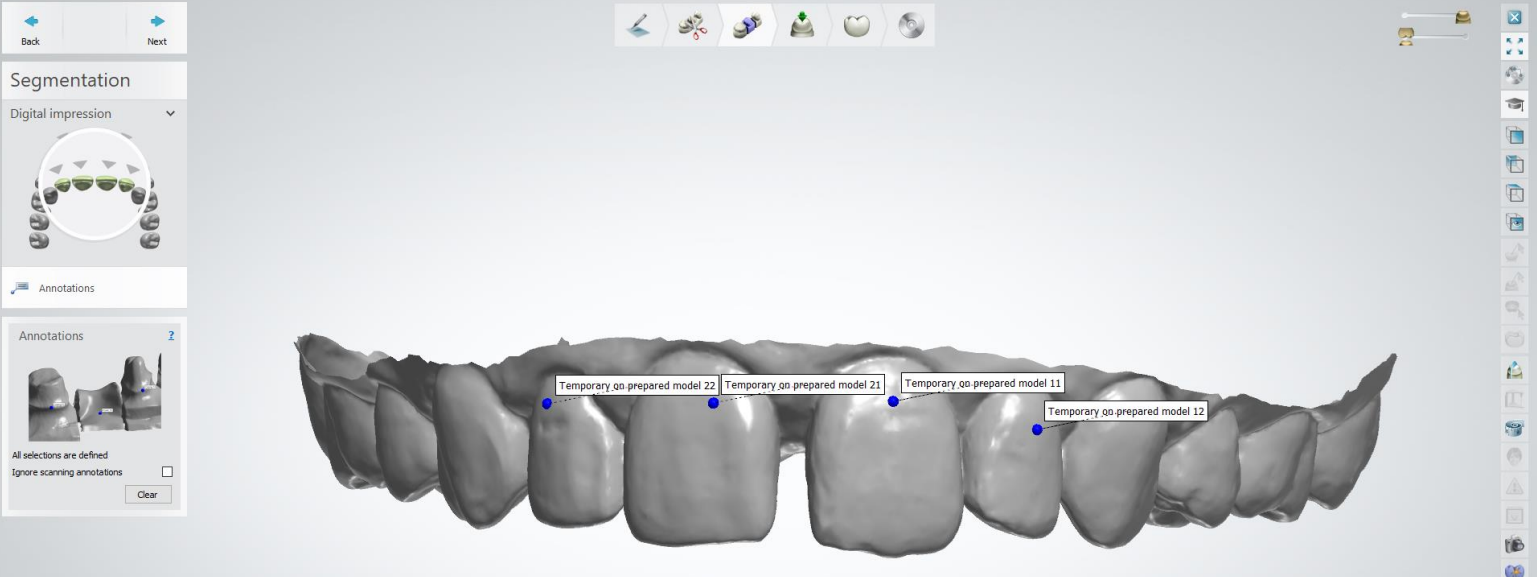 Back
Next
Segmentation
Digital impression
Annotations
Annotations
?
All selections are defined
Ignore scanning annotations
Clear
Temporary on-prepared model 22
Temporary on-prepared model 21
Temporary on-prepared model 11
Temporary on-prepared model 12